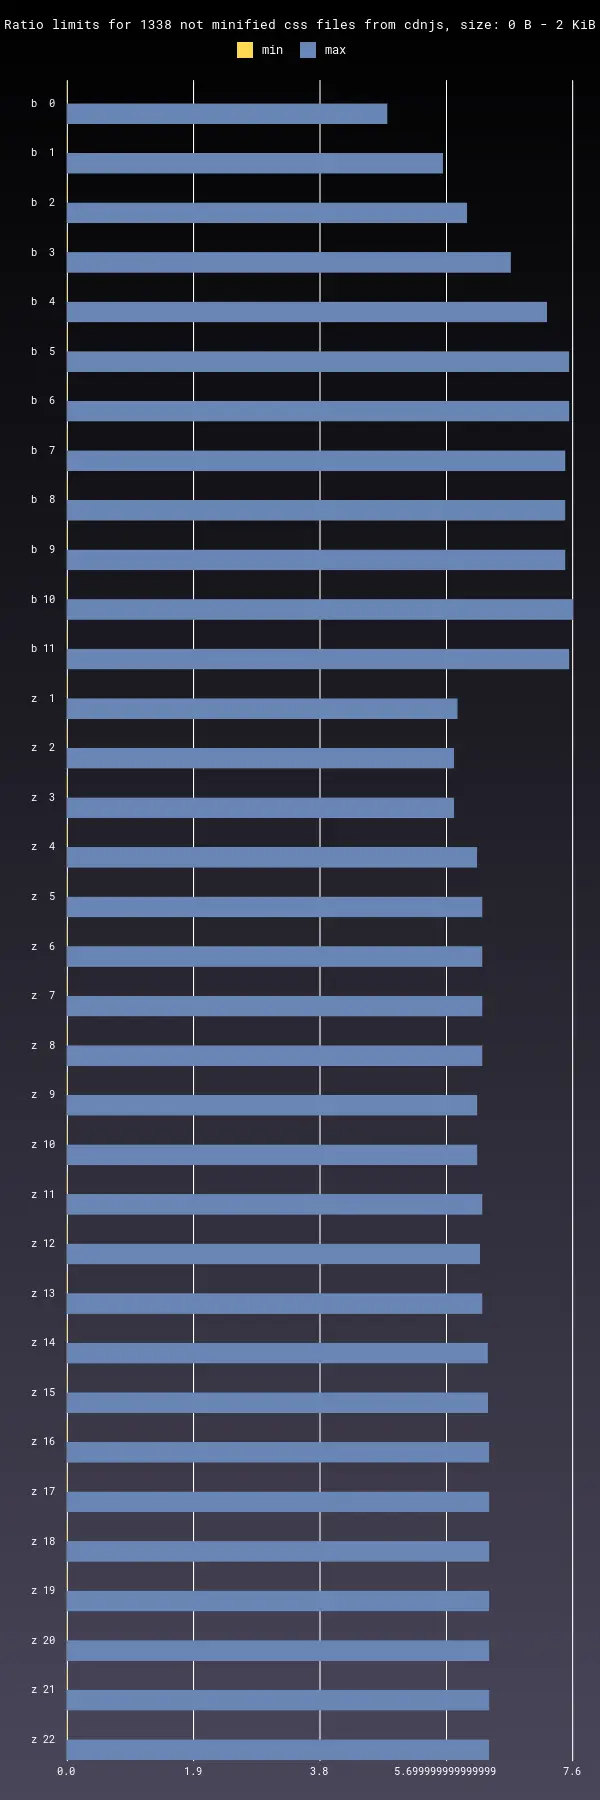 Ratio limits for 1338 not minified css files from cdnjs, size: 0 B - 2 KiB
min max
b 0
b 1
b 2
b 3
b 4
b 5
b 6
b 7
b 8
b 9
b 10
b 11
z 1
z 2
z 3
z 4
z 5
z 6
z 7
z 8
z 9
z 10
z 11
z 12
z 13
z 14
z 15
z 16
z 17
z 18
z 19
z 20
z 21
z 22
0.0 1.9 3.8 5.699999999999999 7.6